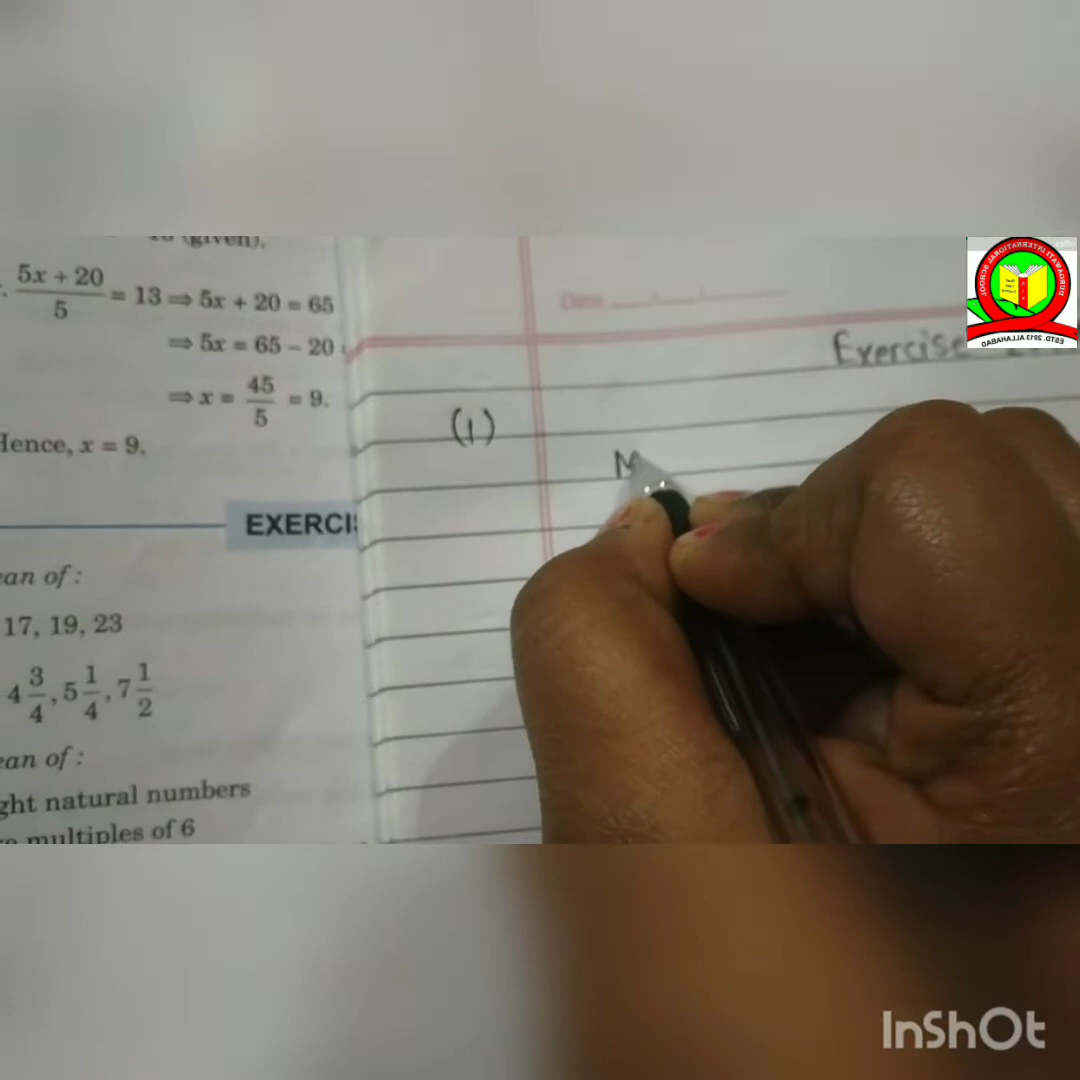 (given).
5x + 20 / 5 = 13 ⇒ 5x + 20 = 65
⇒ 5x = 65 – 20
⇒ x = 45 / 5 = 9.
Hence, x = 9.
EXERCI
ean of :
17, 19, 23
4 3/4, 5 1/4, 7 1/2
ean of :
ght natural numbers
multiples of 6
Date
Exercise
(1)
M
ESTD. 2013 ALLAHABAD
InShOt